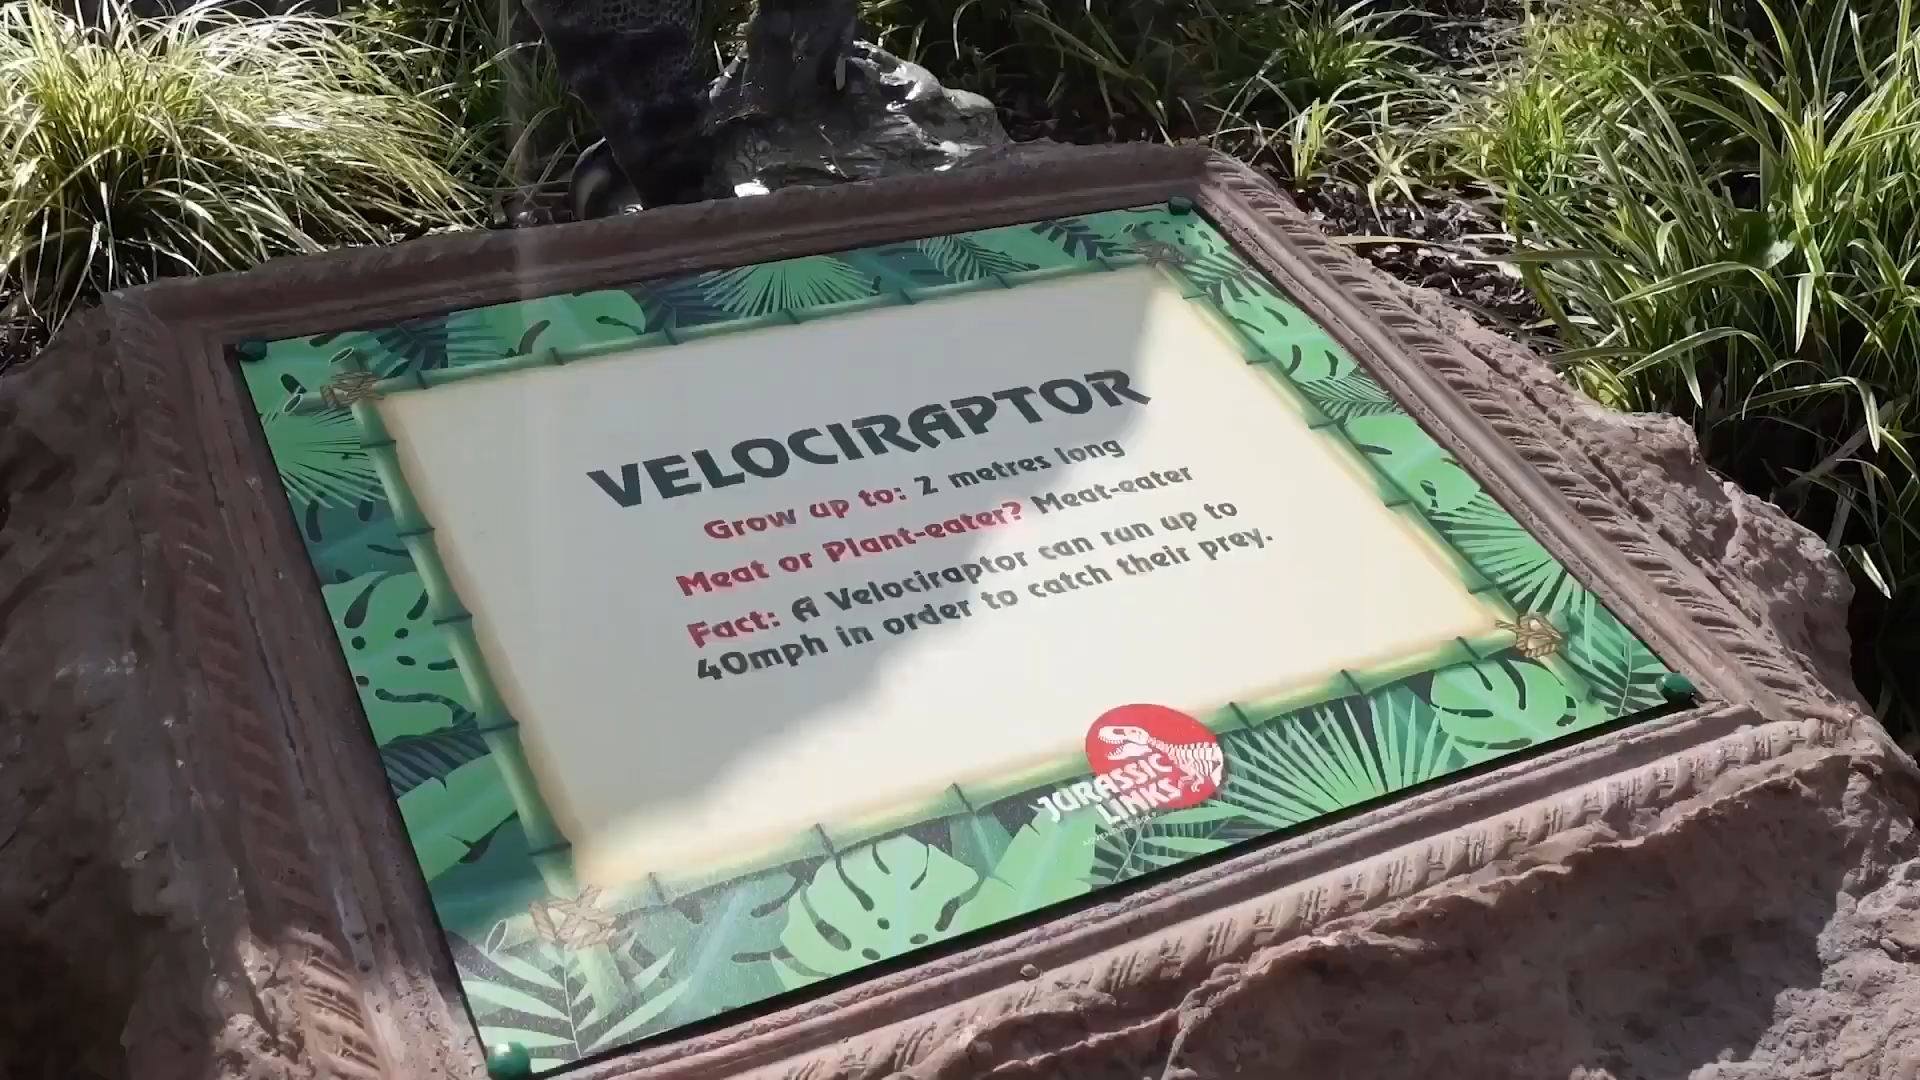 VELOCIRAPTOR
Grow up to: 2 metres long
Meat or Plant-eater? Meat-eater
Fact: A Velociraptor can run up to
40mph in order to catch their prey.
JURASSIC
LINKS